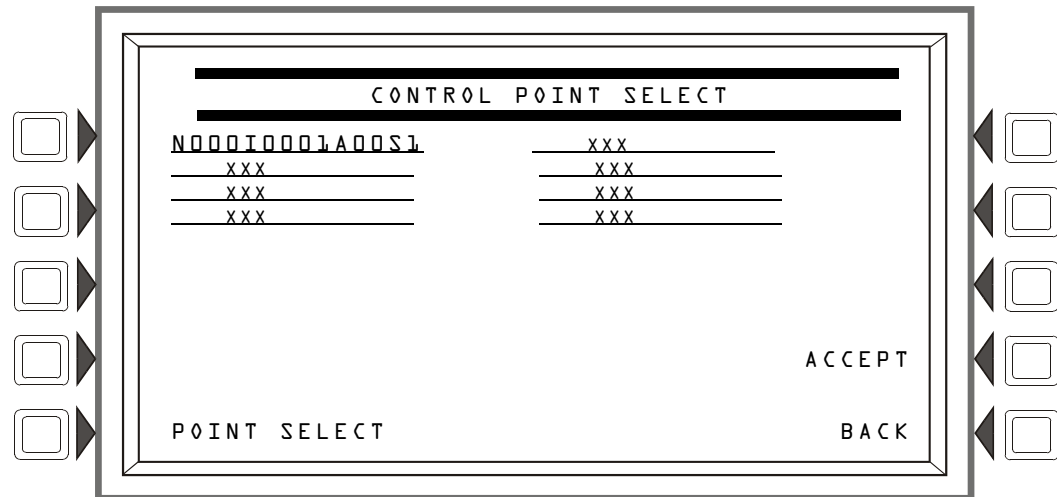 CONTROL POINT SELECT
N000I0001A00S1 XXX
XXX XXX
XXX XXX
XXX XXX
ACCEPT
POINT SELECT BACK